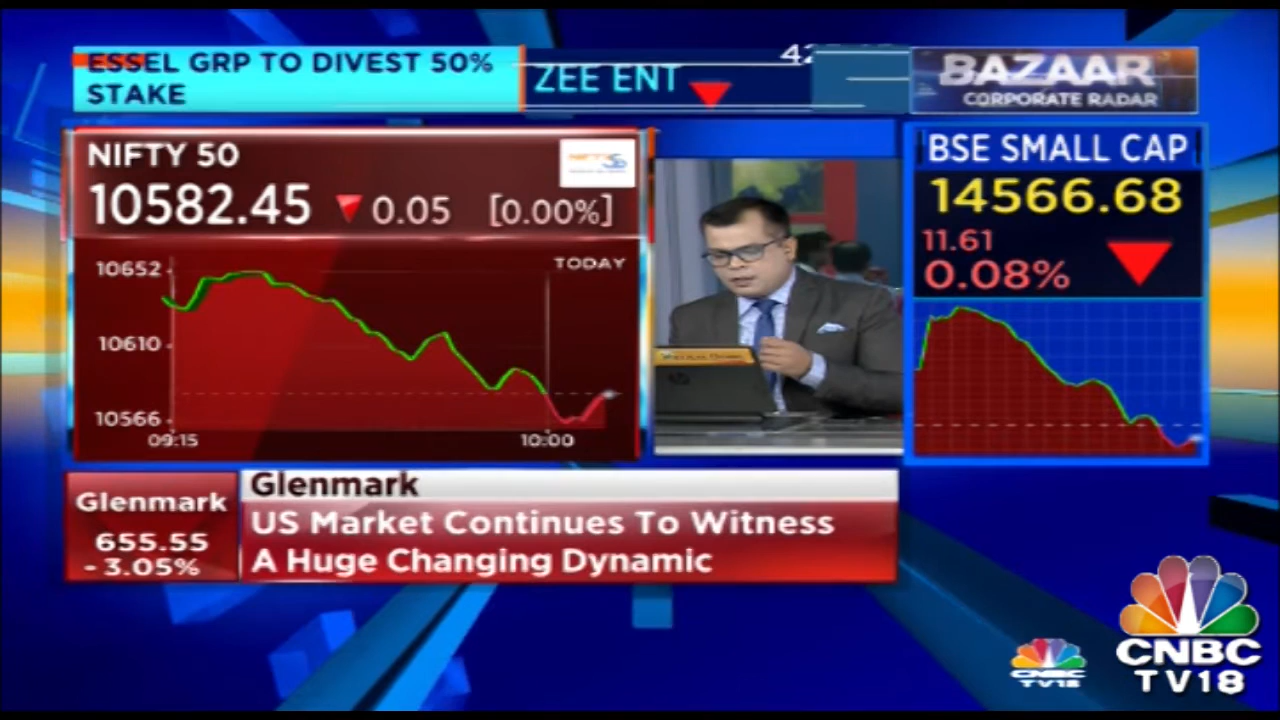 ESSEL GRP TO DIVEST 50%
STAKE
ZEE ENT
BAZAAR
CORPORATE RADAR
NIFTY 50
10582.45 0.05 [0.00%]
TODAY
10652
10610
10566
09:15 10:00
BSE SMALL CAP
14566.68
11.61
0.08%
Glenmark
655.55
- 3.05%
Glenmark
US Market Continues To Witness
A Huge Changing Dynamic
CNBC
TV18
CNBC
TV18